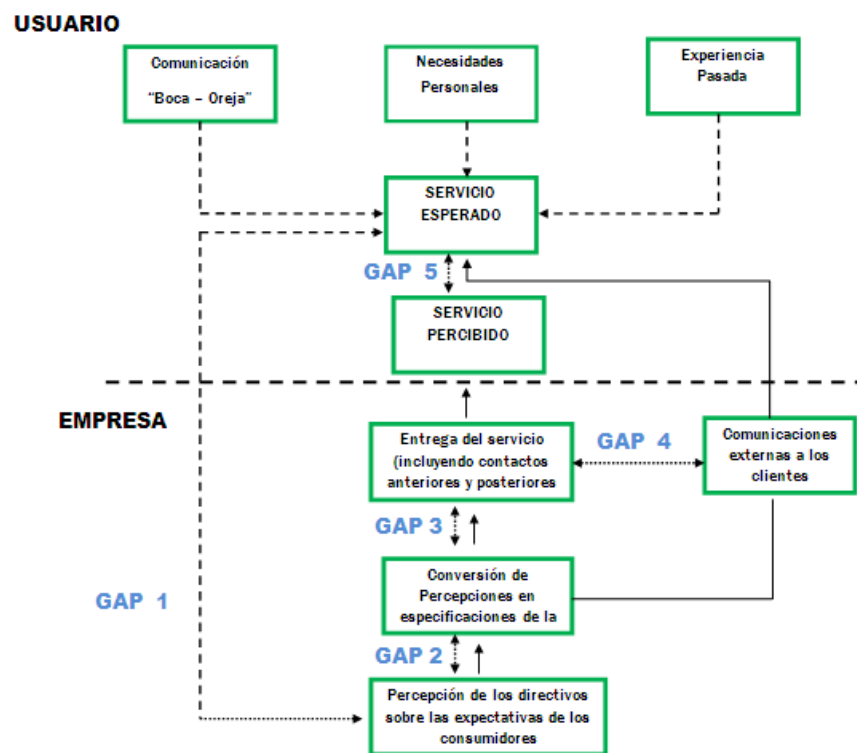 USUARIO
Comunicación
"Boca – Oreja"
Necesidades
Personales
Experiencia
Pasada
SERVICIO
ESPERADO
GAP 5
SERVICIO
PERCIBIDO
EMPRESA
Entrega del servicio
(incluyendo contactos
anteriores y posteriores
GAP 4
Comunicaciones
externas a los
clientes
GAP 3
Conversión de
Percepciones en
especificaciones de la
GAP 1
GAP 2
Percepción de los directivos
sobre las expectativas de los
consumidores